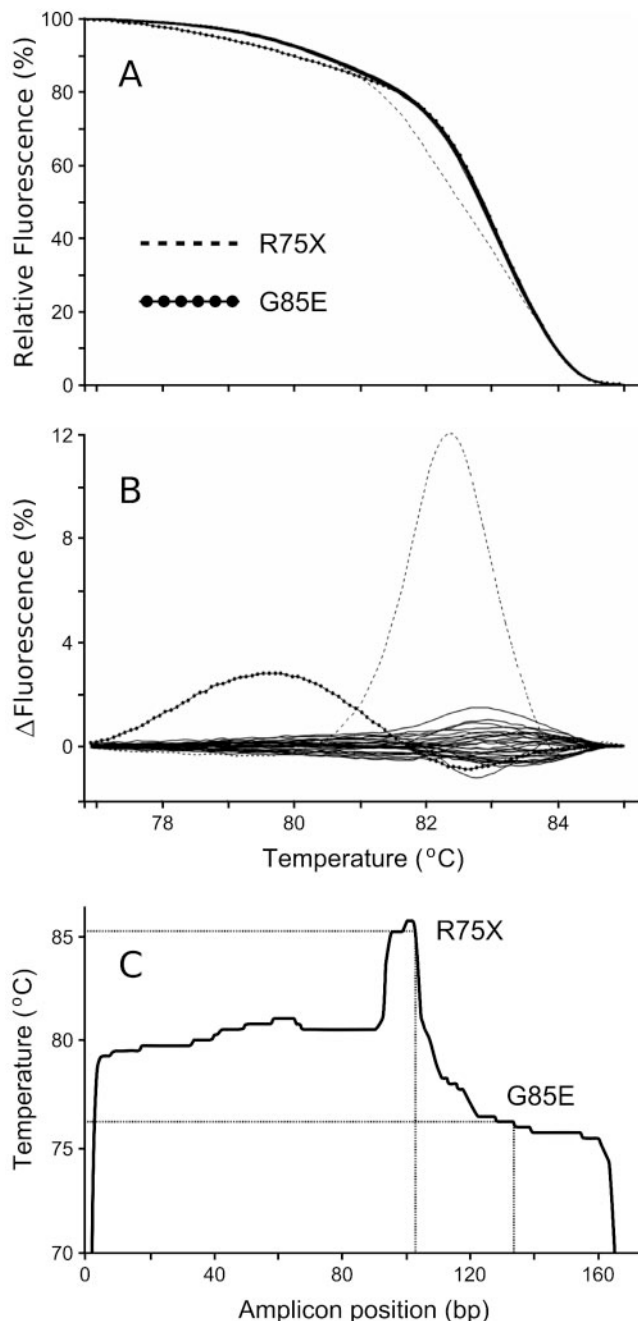 A
Relative Fluorescence (%)
100
80
60
40
20
0
R75X
G85E
B
ΔFluorescence (%)
12
8
4
0
78 80 82 84
Temperature (°C)
C
Temperature (°C)
85
80
75
70
R75X
G85E
0 40 80 120 160
Amplicon position (bp)